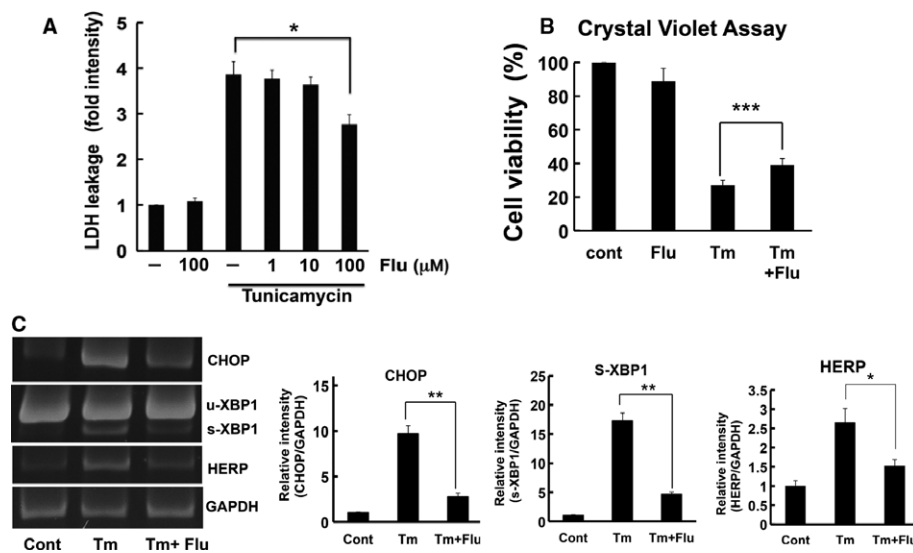 A
LDH leakage (fold intensity)
5
4
3
2
1
0
*
– 100 – 1 10 100 Flu (μM)
Tunicamycin
B Crystal Violet Assay
Cell viability (%)
100
80
60
40
20
0
***
cont Flu Tm Tm
+Flu
C
CHOP
u-XBP1
s-XBP1
HERP
GAPDH
Cont Tm Tm+ Flu
CHOP
Relative intensity
(CHOP/GAPDH)
15
10
5
0
**
Cont Tm Tm+Flu
S-XBP1
Relative intensity
(s-XBP1/GAPDH)
25
20
15
10
5
0
**
Cont Tm Tm+Flu
HERP
Relative intensity
(HERP/GAPDH)
3.5
3
2.5
2
1.5
1
0.5
0
*
Cont Tm Tm+Flu